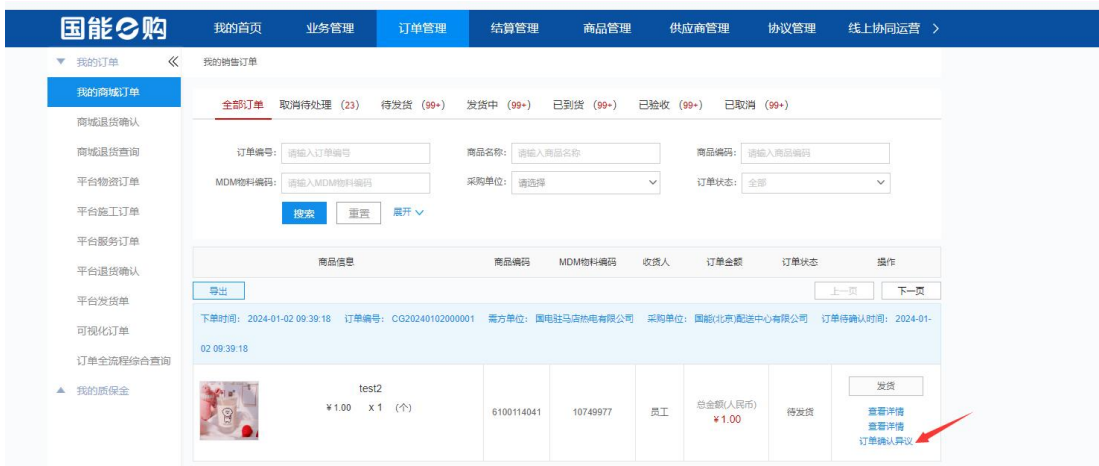 国能e购 我的首页 业务管理 订单管理 结算管理 商品管理 供应商管理 协议管理 线上协同运营
我的订单 我的销售订单
我的商城订单
全部订单 取消待处理 (23) 待发货 (99+) 发货中 (99+) 已到货 (99+) 已验收 (99+) 已取消 (99+)
商城退货确认
商城退货查询 订单编号: 请输入订单编号 商品名称: 请输入商品名称 商品编码: 请输入商品编码
平台物资订单 MDM物料编码: 请输入MDM物料编码 采购单位: 请选择 订单状态: 全部
平台施工订单 搜索 重置 展开
平台服务订单
平台退货确认 商品信息 商品编码 MDM物料编码 收货人 订单金额 订单状态 操作
平台发货单 导出 上一页 下一页
可视化订单 下单时间: 2024-01-02 09:39:18 订单编号: CG20240102000001 需方单位: 国电驻马店热电有限公司 采购单位: 国能(北京)配送中心有限公司 订单待确认时间: 2024-01-
02 09:39:18
订单全流程综合查询
我的质保金 test2 发货
¥1.00 x 1 (个) 6100114041 10749977 员工 总金额(人民币) 待发货
¥1.00
查看详情
查看详情
订单确认异议